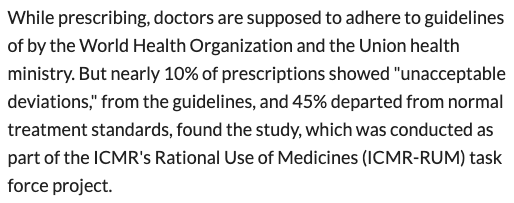 While prescribing, doctors are supposed to adhere to guidelines
of by the World Health Organization and the Union health
ministry. But nearly 10% of prescriptions showed "unacceptable
deviations," from the guidelines, and 45% departed from normal
treatment standards, found the study, which was conducted as
part of the ICMR's Rational Use of Medicines (ICMR-RUM) task
force project.